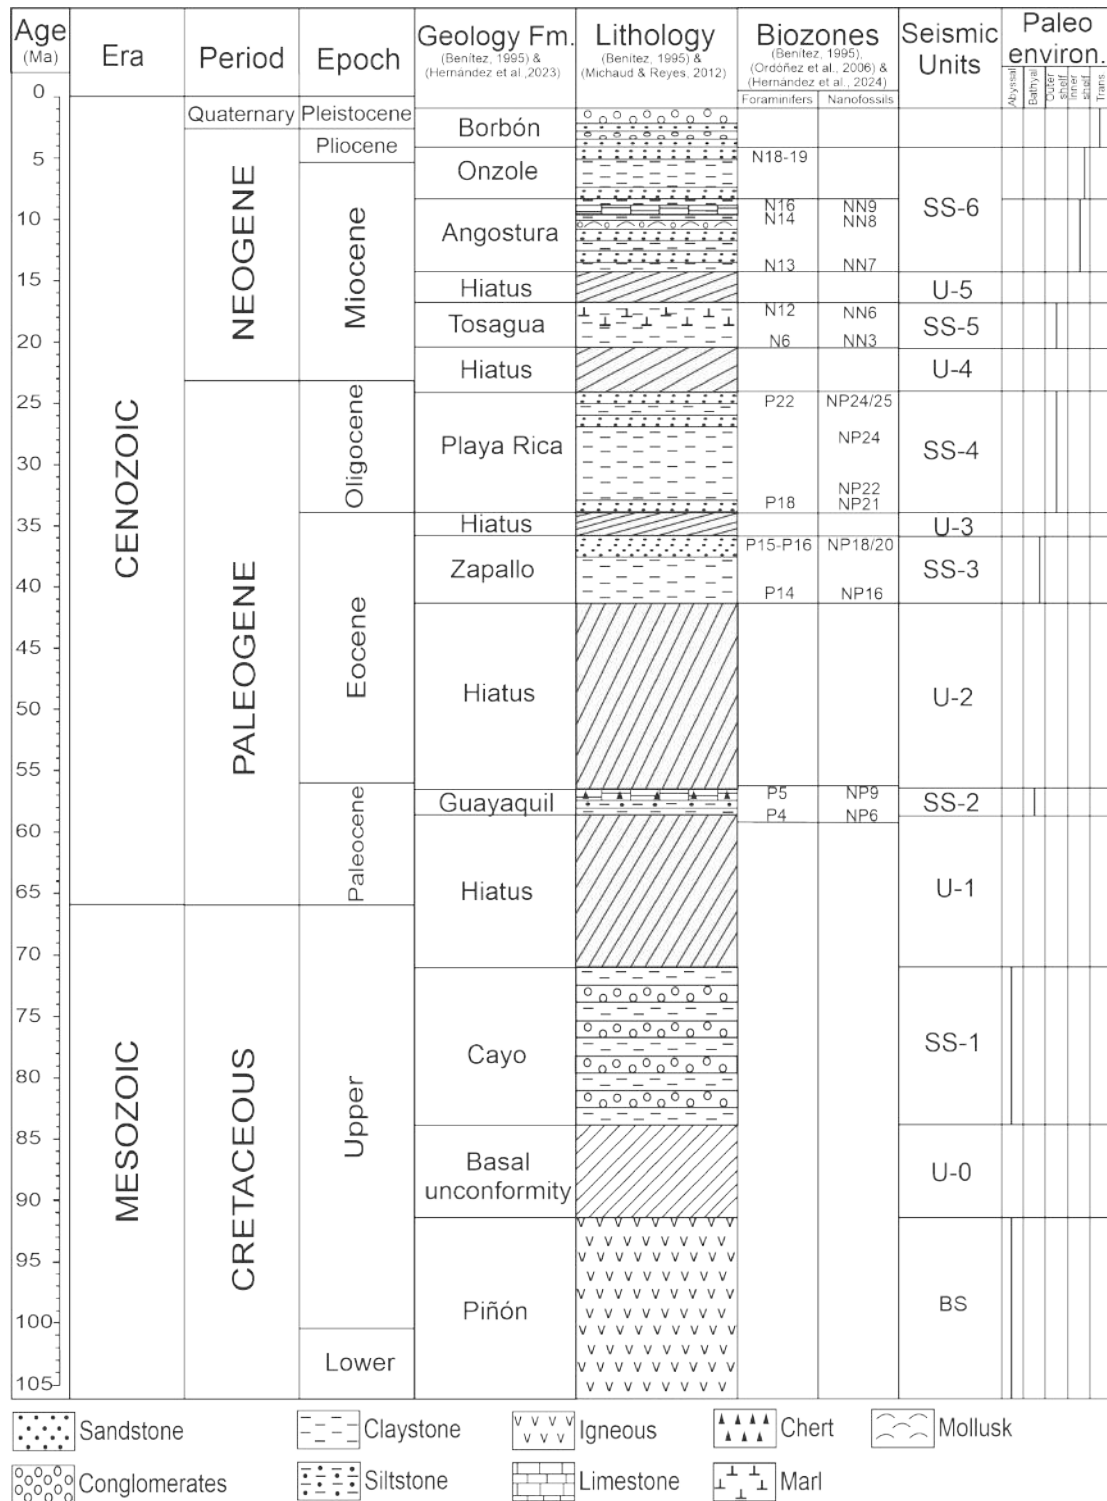 Age
(Ma)
Era
Period
Epoch
Geology Fm.
(Benítez, 1995) &
(Hernández et al.,2023)
Lithology
(Benítez, 1995) &
(Michaud & Reyes, 2012)
Biozones
(Benítez, 1995),
(Ordóñez et al., 2006) &
(Hernández et al., 2024)
Foraminifers
Nanofossils
Seismic
Units
Paleo
environ.
Abyssal
Bathyal
Outer
shelf
Inner
shelf
Trans.
0
5
10
15
20
25
30
35
40
45
50
55
60
65
70
75
80
85
90
95
100
105
CENOZOIC
MESOZOIC
Quaternary
NEOGENE
PALEOGENE
CRETACEOUS
Pleistocene
Pliocene
Miocene
Oligocene
Eocene
Paleocene
Upper
Lower
Borbón
Onzole
Angostura
Hiatus
Tosagua
Hiatus
Playa Rica
Hiatus
Zapallo
Hiatus
Guayaquil
Hiatus
Cayo
Basal
unconformity
Piñón
N18-19
N16 NN9
N14 NN8
N13 NN7
N12 NN6
N6 NN3
P22 NP24/25
NP24
NP22
P18 NP21
P15-P16 NP18/20
P14 NP16
P5 NP9
P4 NP6
SS-6
U-5
SS-5
U-4
SS-4
U-3
SS-3
U-2
SS-2
U-1
SS-1
U-0
BS
Sandstone
Claystone
Igneous
Chert
Mollusk
Conglomerates
Siltstone
Limestone
Marl